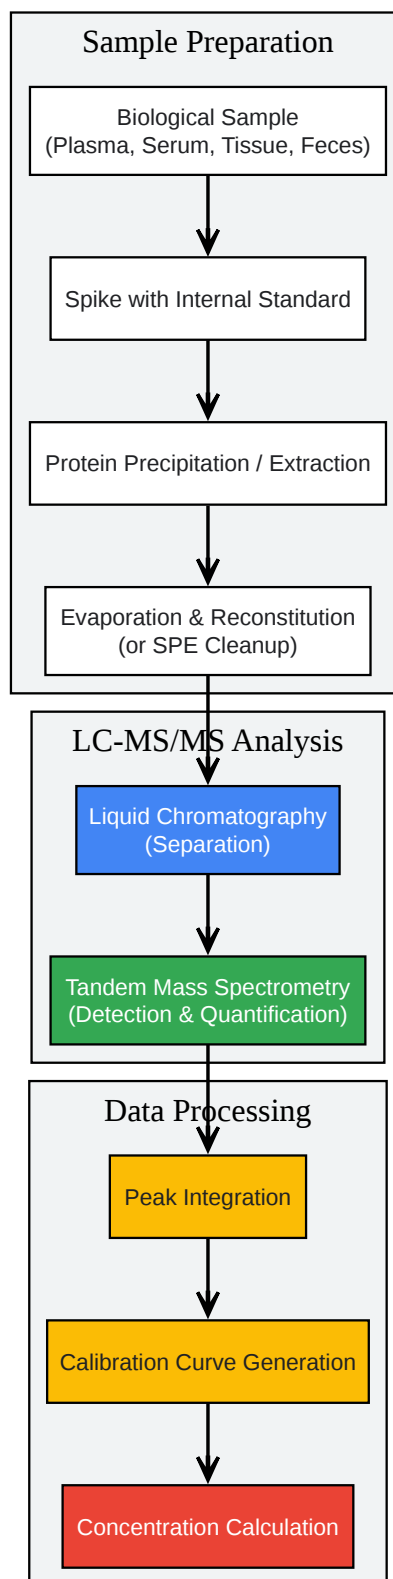 Sample Preparation
Biological Sample
(Plasma, Serum, Tissue, Feces)
Spike with Internal Standard
Protein Precipitation / Extraction
Evaporation & Reconstitution
(or SPE Cleanup)
LC-MS/MS Analysis
Liquid Chromatography
(Separation)
Tandem Mass Spectrometry
(Detection & Quantification)
Data Processing
Peak Integration
Calibration Curve Generation
Concentration Calculation